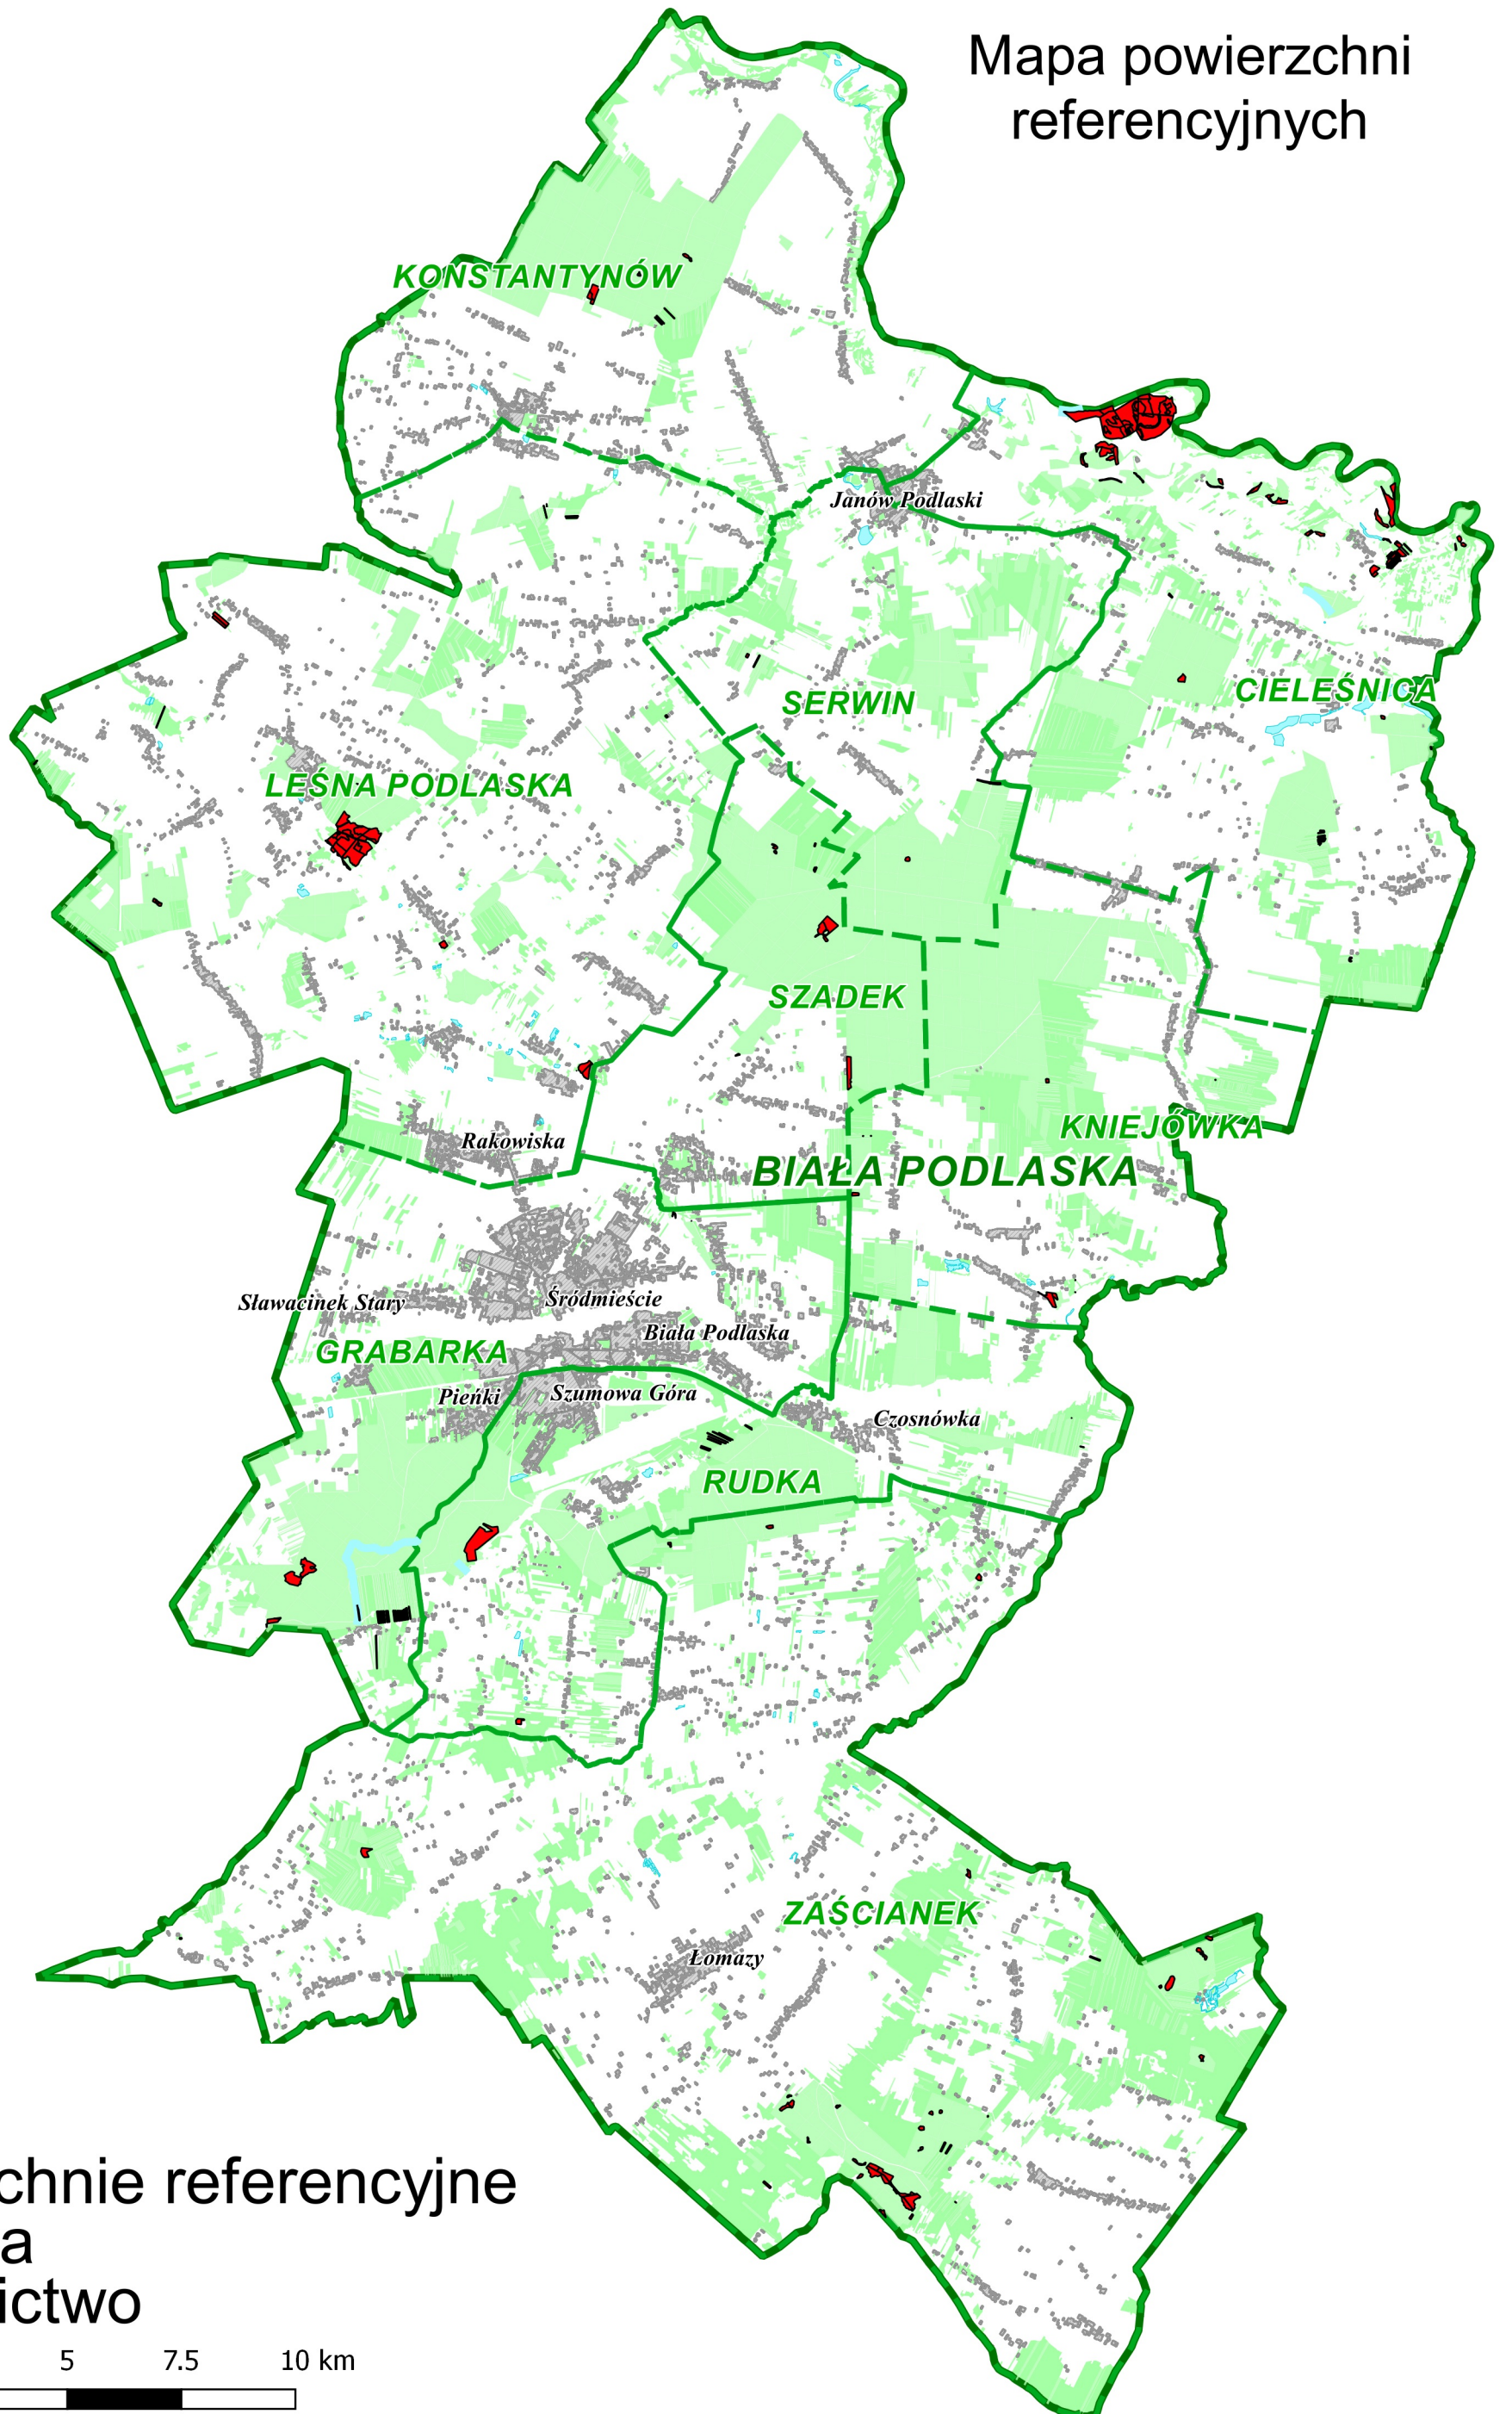 Mapa powierzchni
referencyjnych
KONSTANTYNÓW
Janów Podlaski
CIELEŚNICA
SERWIN
LEŚNA PODLASKA
SZADEK
KNIEJÓWKA
Rakowiska
BIAŁA PODLASKA
Sławacinek Stary
Śródmieście
Biała Podlaska
GRABARKA
Pieńki
Szumowa Góra
Czosnówka
RUDKA
ZAŚCIANEK
Łomazy
chnie referencyjne
a
ictwo
5 7.5 10 km